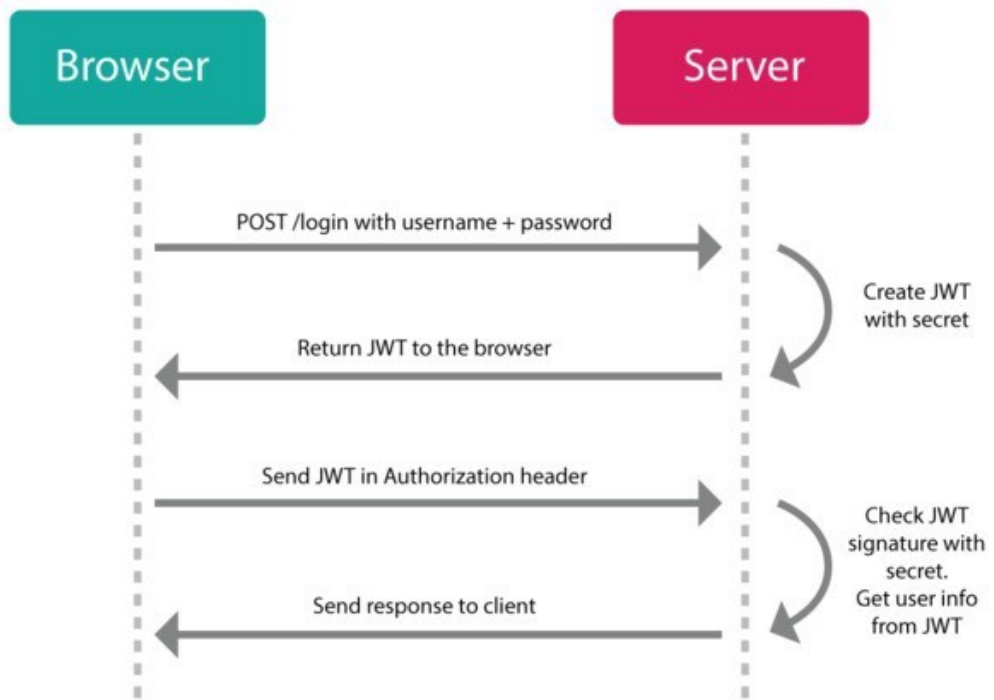 Browser
Server
POST /login with username + password
Create JWT
with secret
Return JWT to the browser
Send JWT in Authorization header
Check JWT
signature with
secret.
Get user info
from JWT
Send response to client